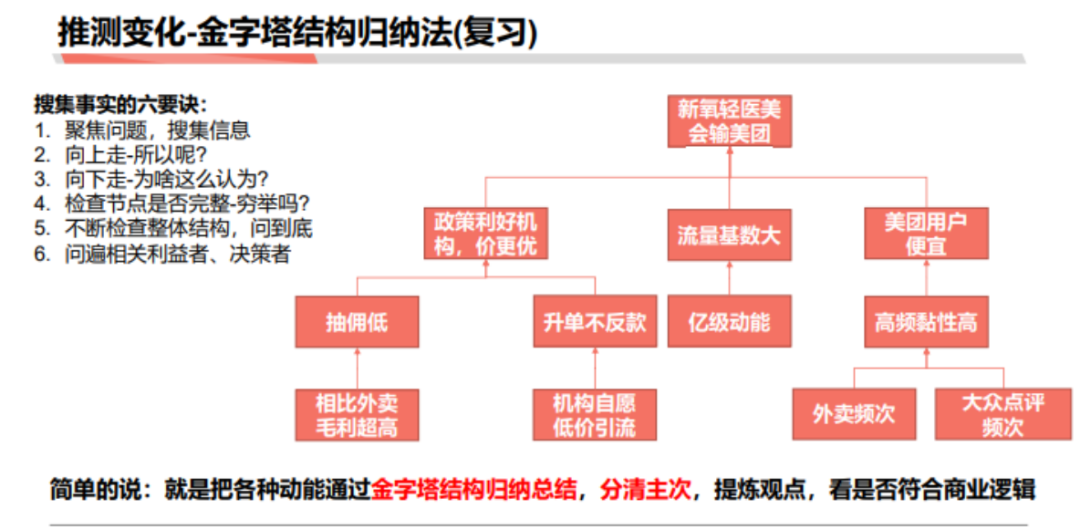 推测变化-金字塔结构归纳法(复习)
搜集事实的六要诀：
1. 聚焦问题，搜集信息
2. 向上走-所以呢?
3. 向下走-为啥这么认为?
4. 检查节点是否完整-穷举吗?
5. 不断检查整体结构，问到底
6. 问遍相关利益者、决策者
新氧轻医美
会输美团
政策利好机
构，价更优
流量基数大
美团用户
便宜
抽佣低
升单不反款
亿级动能
高频黏性高
相比外卖
毛利超高
机构自愿
低价引流
外卖频次
大众点评
频次
简单的说：就是把各种动能通过金字塔结构归纳总结，分清主次，提炼观点，看是否符合商业逻辑